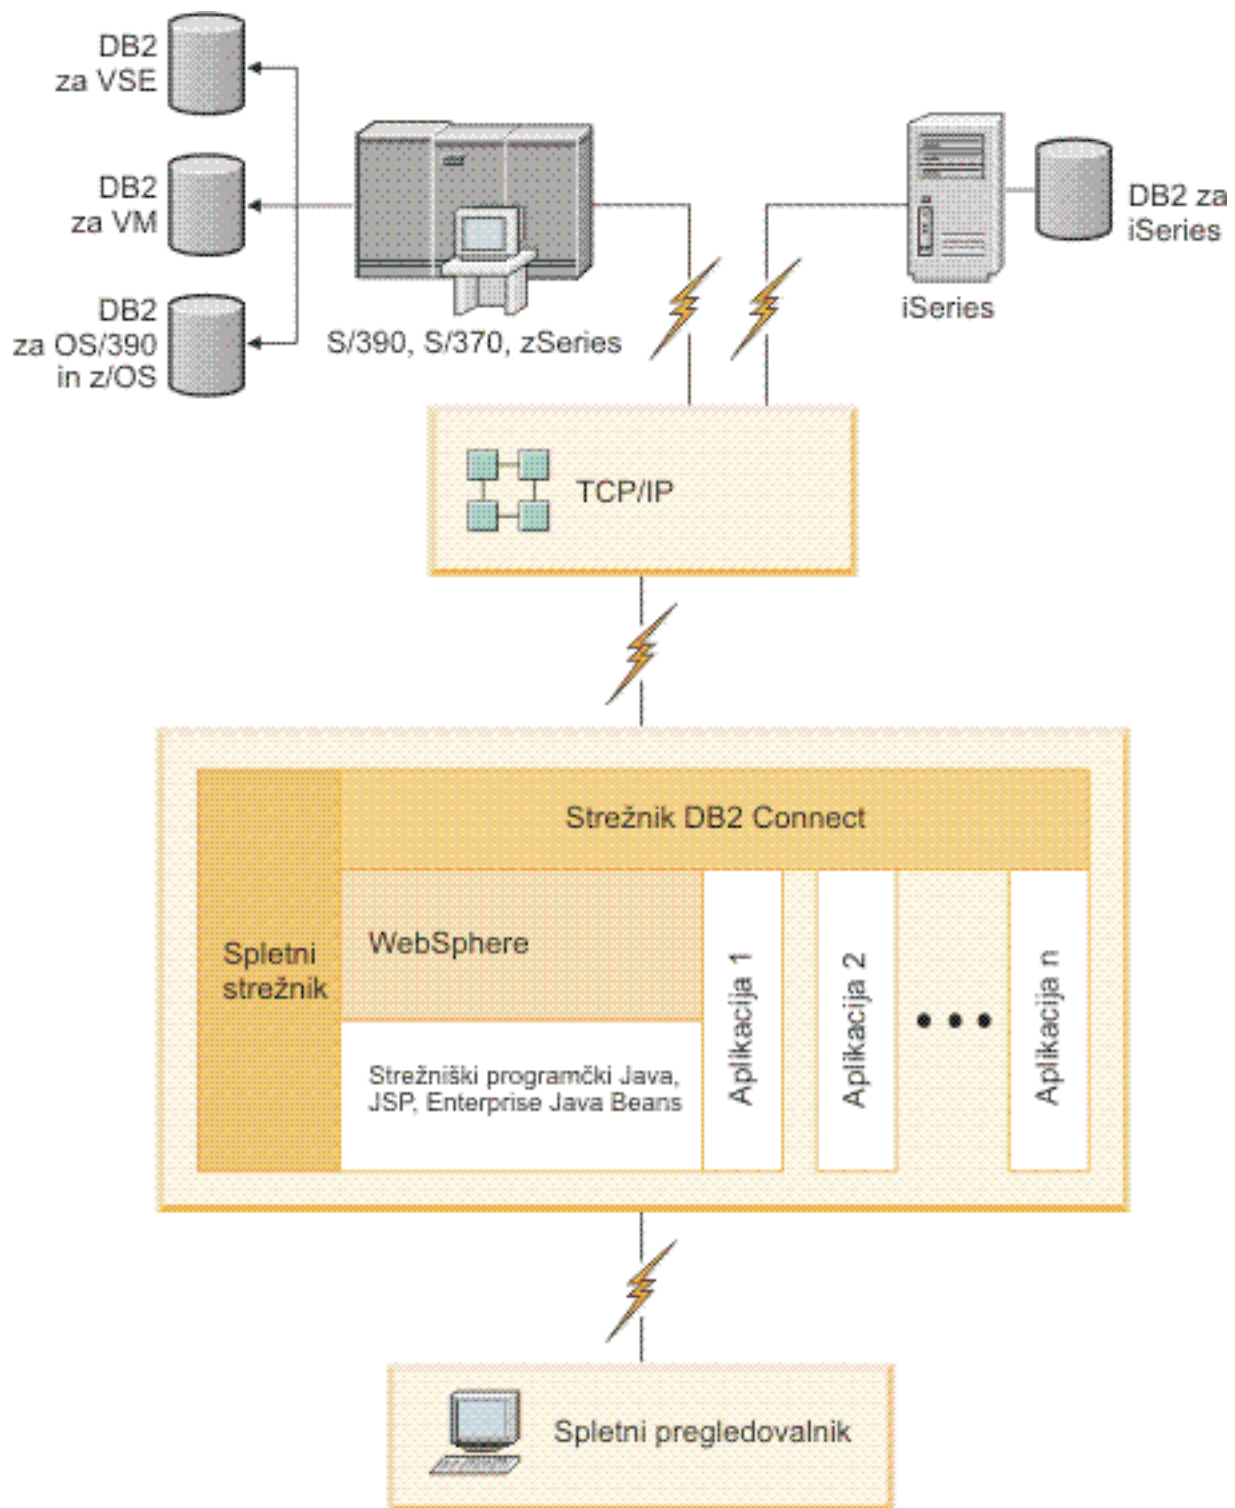 DB2
za VSE
DB2
za VM
DB2
za OS/390
in z/OS
S/390, S/370, zSeries
iSeries
DB2 za
iSeries
TCP/IP
Strežnik DB2 Connect
Spletni
strežnik
WebSphere
Strežniški programčki Java,
JSP, Enterprise Java Beans
Aplikacija 1
Aplikacija 2
Aplikacija n
Spletni pregledovalnik